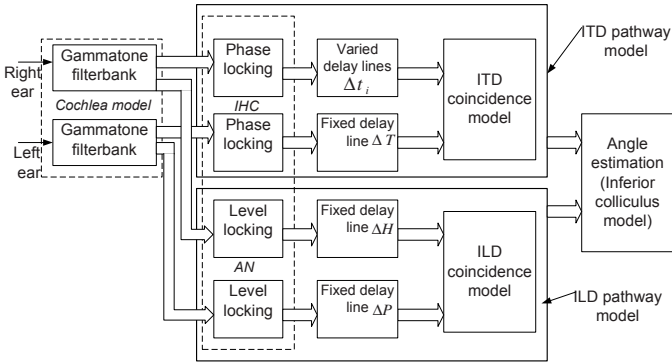 Right
ear
Left
ear
Gammatone
filterbank
Cochlea model
Gammatone
filterbank
Phase
locking
IHC
Phase
locking
Level
locking
AN
Level
locking
Varied
delay lines
Δt i
Fixed delay
line ΔT
Fixed delay
line ΔH
Fixed delay
line ΔP
ITD
coincidence
model
ILD
coincidence
model
ITD pathway
model
Angle
estimation
(Inferior
colliculus
model)
ILD pathway
model